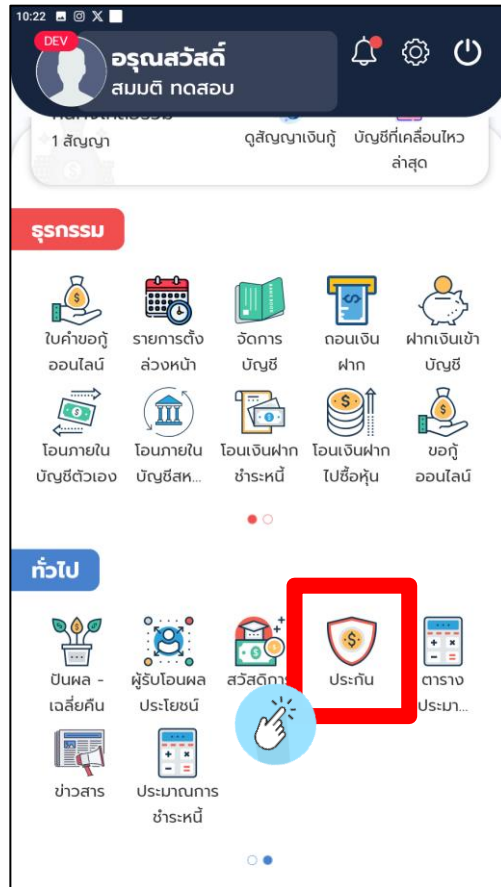 10:22
DEV
อรุณสวัสดิ์
สมมติ ทดสอบ
1 สัญญา
ดูสัญญาเงินกู้
บัญชีที่เคลื่อนไหว
ล่าสุด
ธุรกรรม
ใบคำขอกู้
ออนไลน์
รายการตั้ง
ล่วงหน้า
จัดการ
บัญชี
ถอนเงิน
ฝาก
ฝากเงินเข้า
บัญชี
โอนภายใน
บัญชีตัวเอง
โอนภายใน
บัญชีสห...
โอนเงินฝาก
ชำระหนี้
โอนเงินฝาก
ไปซื้อหุ้น
ขอกู้
ออนไลน์
ทั่วไป
ปันผล -
เฉลี่ยคืน
ผู้รับโอนผล
ประโยชน์
สวัสดิการ
ประกัน
ตาราง
ประมา...
ข่าวสาร
ประมาณการ
ชำระหนี้